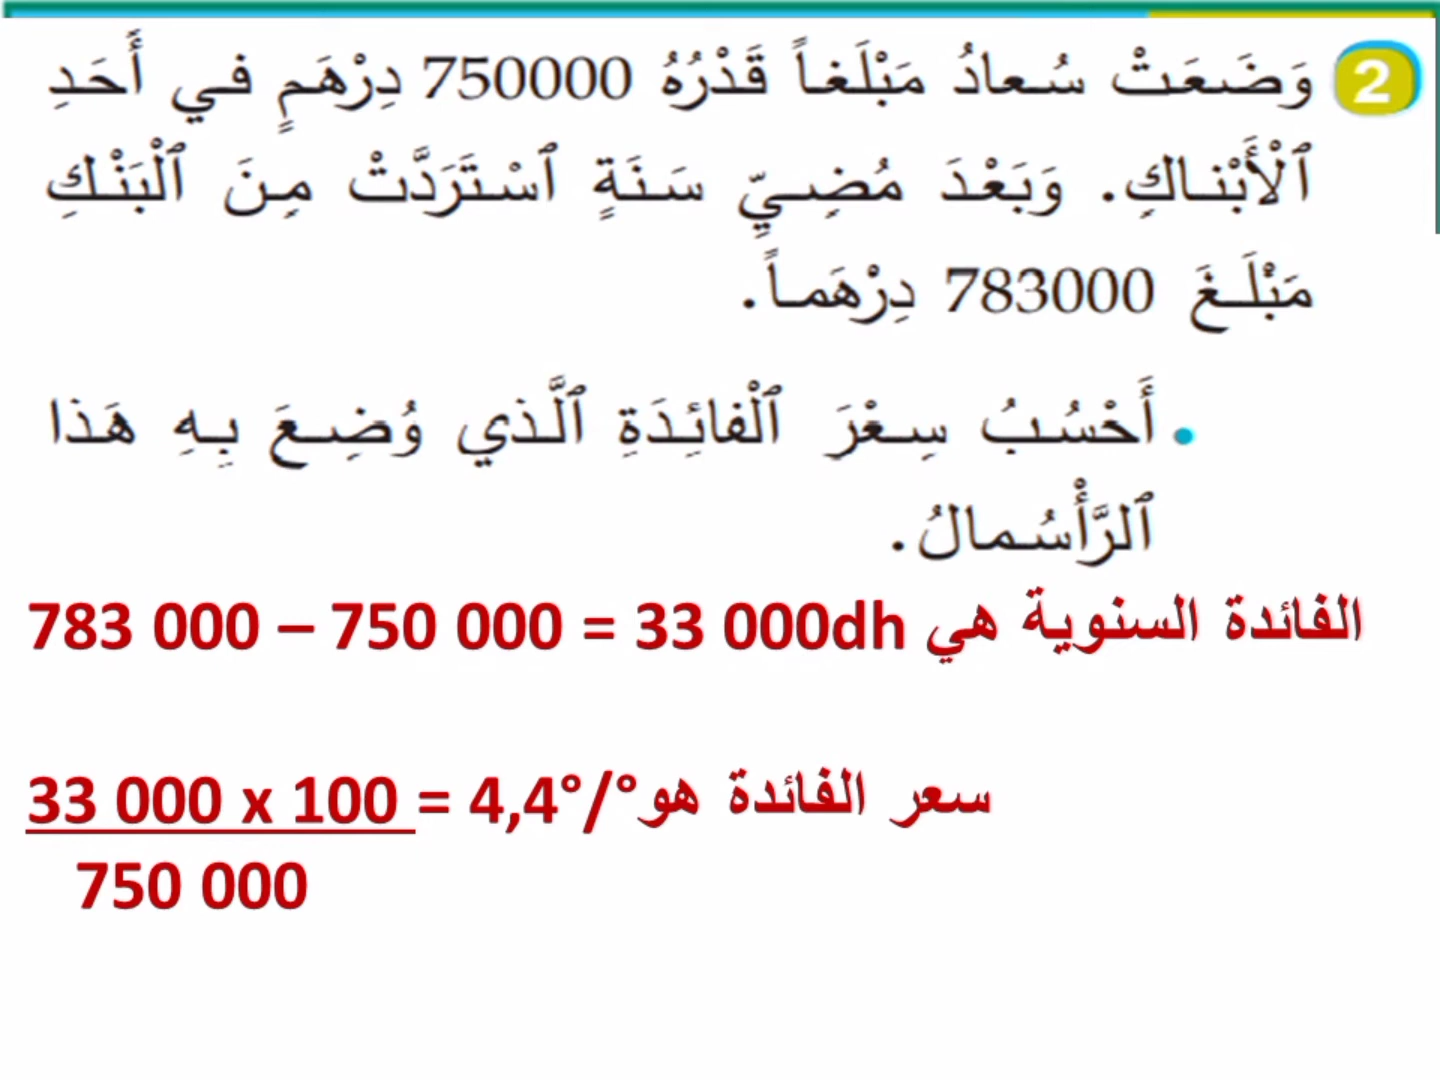 2 وَضَعَتْ سُعادُ مَبْلَغاً قَدْرُهُ 750000 دِرْهَمٍ في أَحَدِ
ٱلْأَبْناكِ. وَبَعْدَ مُضِيِّ سَنَةٍ ٱسْتَرَدَّتْ مِنَ ٱلْبَنْكِ
مَبْلَغَ 783000 دِرْهَماً.
• أَحْسُبُ سِعْرَ ٱلْفائِدَةِ ٱلَّذي وُضِعَ بِهِ هَذا
ٱلرَّأْسُمالُ.
الفائدة السنوية هي 783 000 – 750 000 = 33 000dh
سعر الفائدة هو 33 000 x 100 = 4,4°/°
750 000